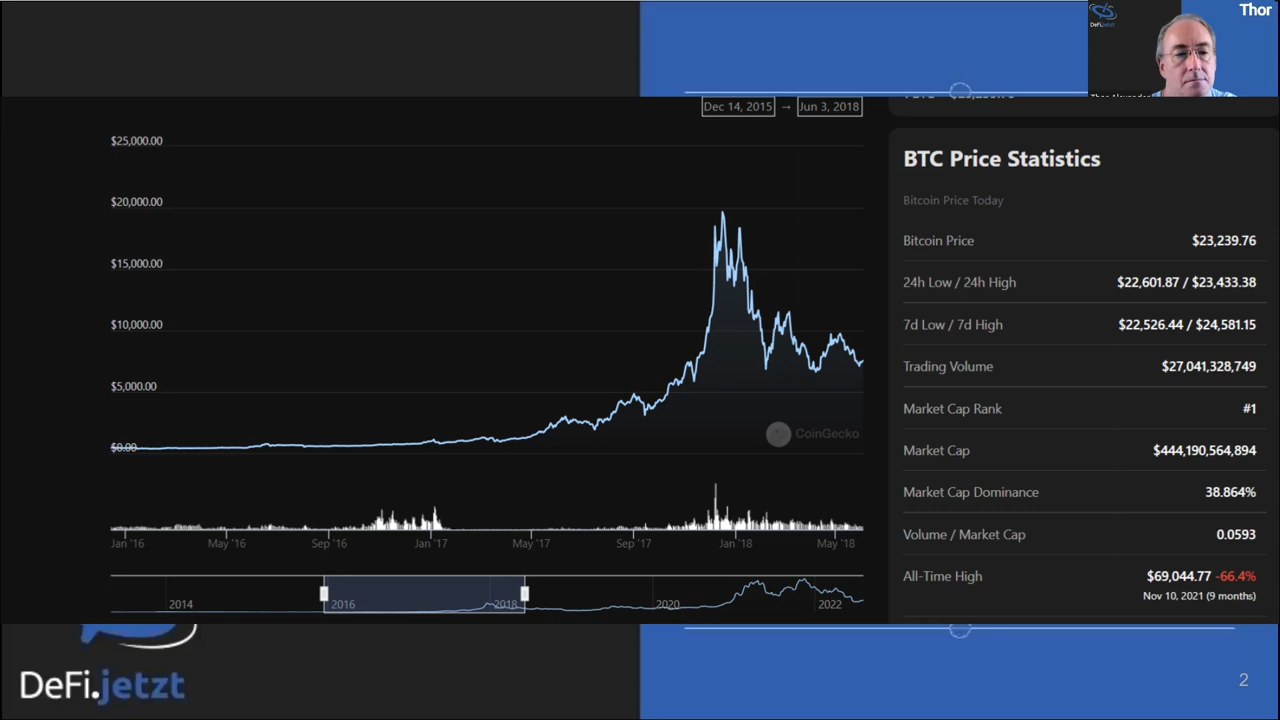 Thor
DeFi.jetzt
Dec 14, 2015 → Jun 3, 2018
$25,000.00
$20,000.00
$15,000.00
$10,000.00
$5,000.00
$0.00
CoinGecko
Jan '16 May '16 Sep '16 Jan '17 May '17 Sep '17 Jan '18 May '18
2014 2016 2018 2020 2022
BTC Price Statistics
Bitcoin Price Today
Bitcoin Price $23,239.76
24h Low / 24h High $22,601.87 / $23,433.38
7d Low / 7d High $22,526.44 / $24,581.15
Trading Volume $27,041,328,749
Market Cap Rank #1
Market Cap $444,190,564,894
Market Cap Dominance 38.864%
Volume / Market Cap 0.0593
All-Time High $69,044.77 -66.4%
Nov 10, 2021 (9 months)
DeFi.jetzt
2